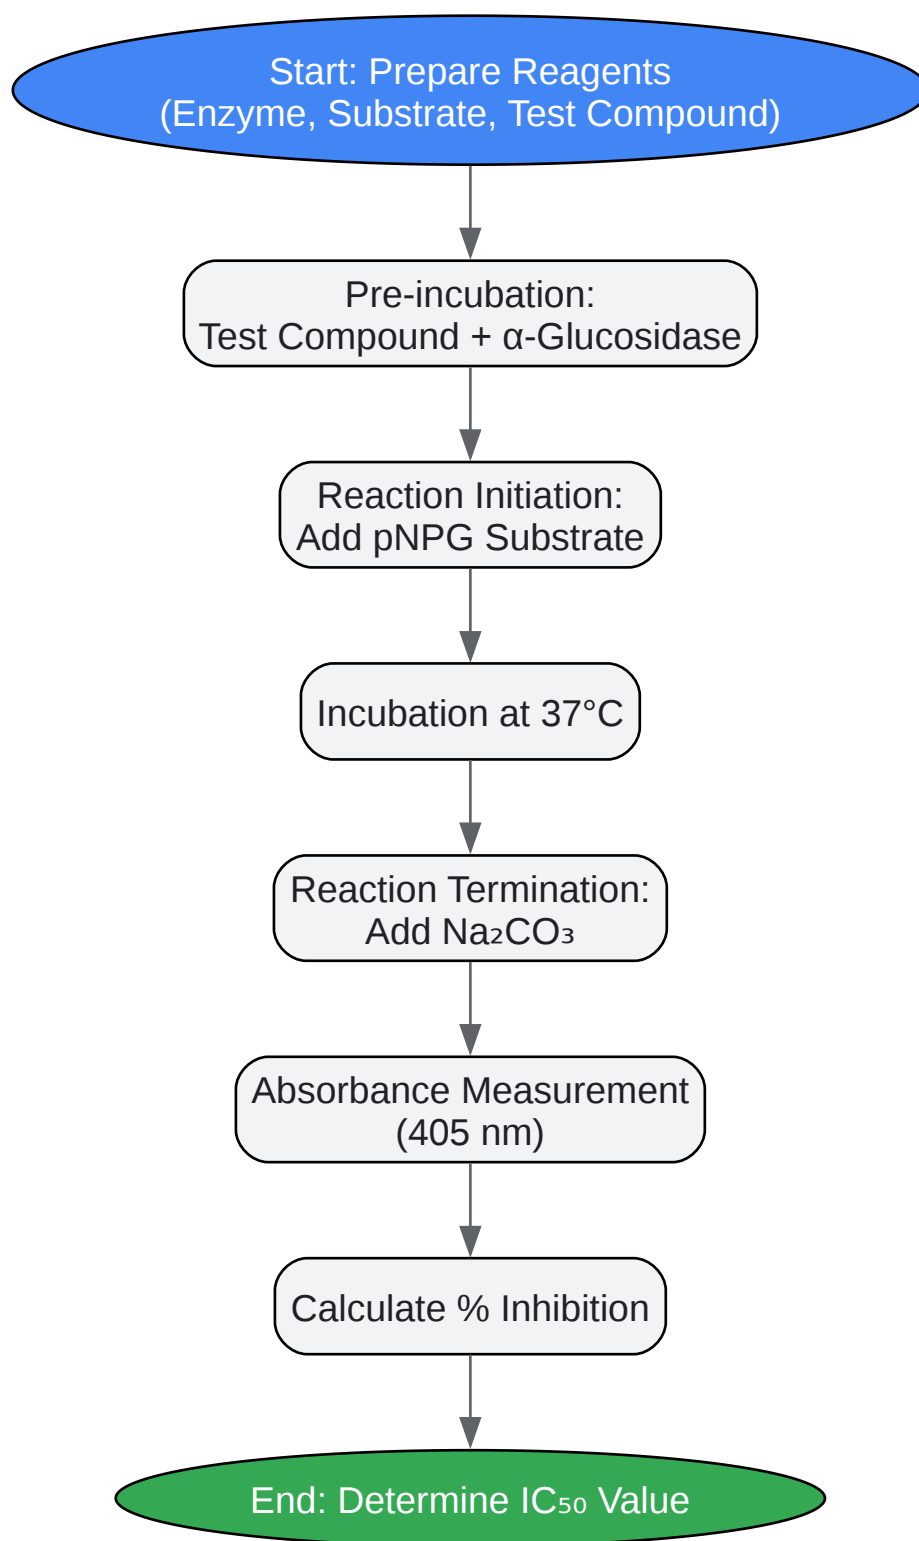 Start: Prepare Reagents
(Enzyme, Substrate, Test Compound)
Pre-incubation:
Test Compound + α-Glucosidase
Reaction Initiation:
Add pNPG Substrate
Incubation at 37°C
Reaction Termination:
Add Na₂CO₃
Absorbance Measurement
(405 nm)
Calculate % Inhibition
End: Determine IC₅₀ Value